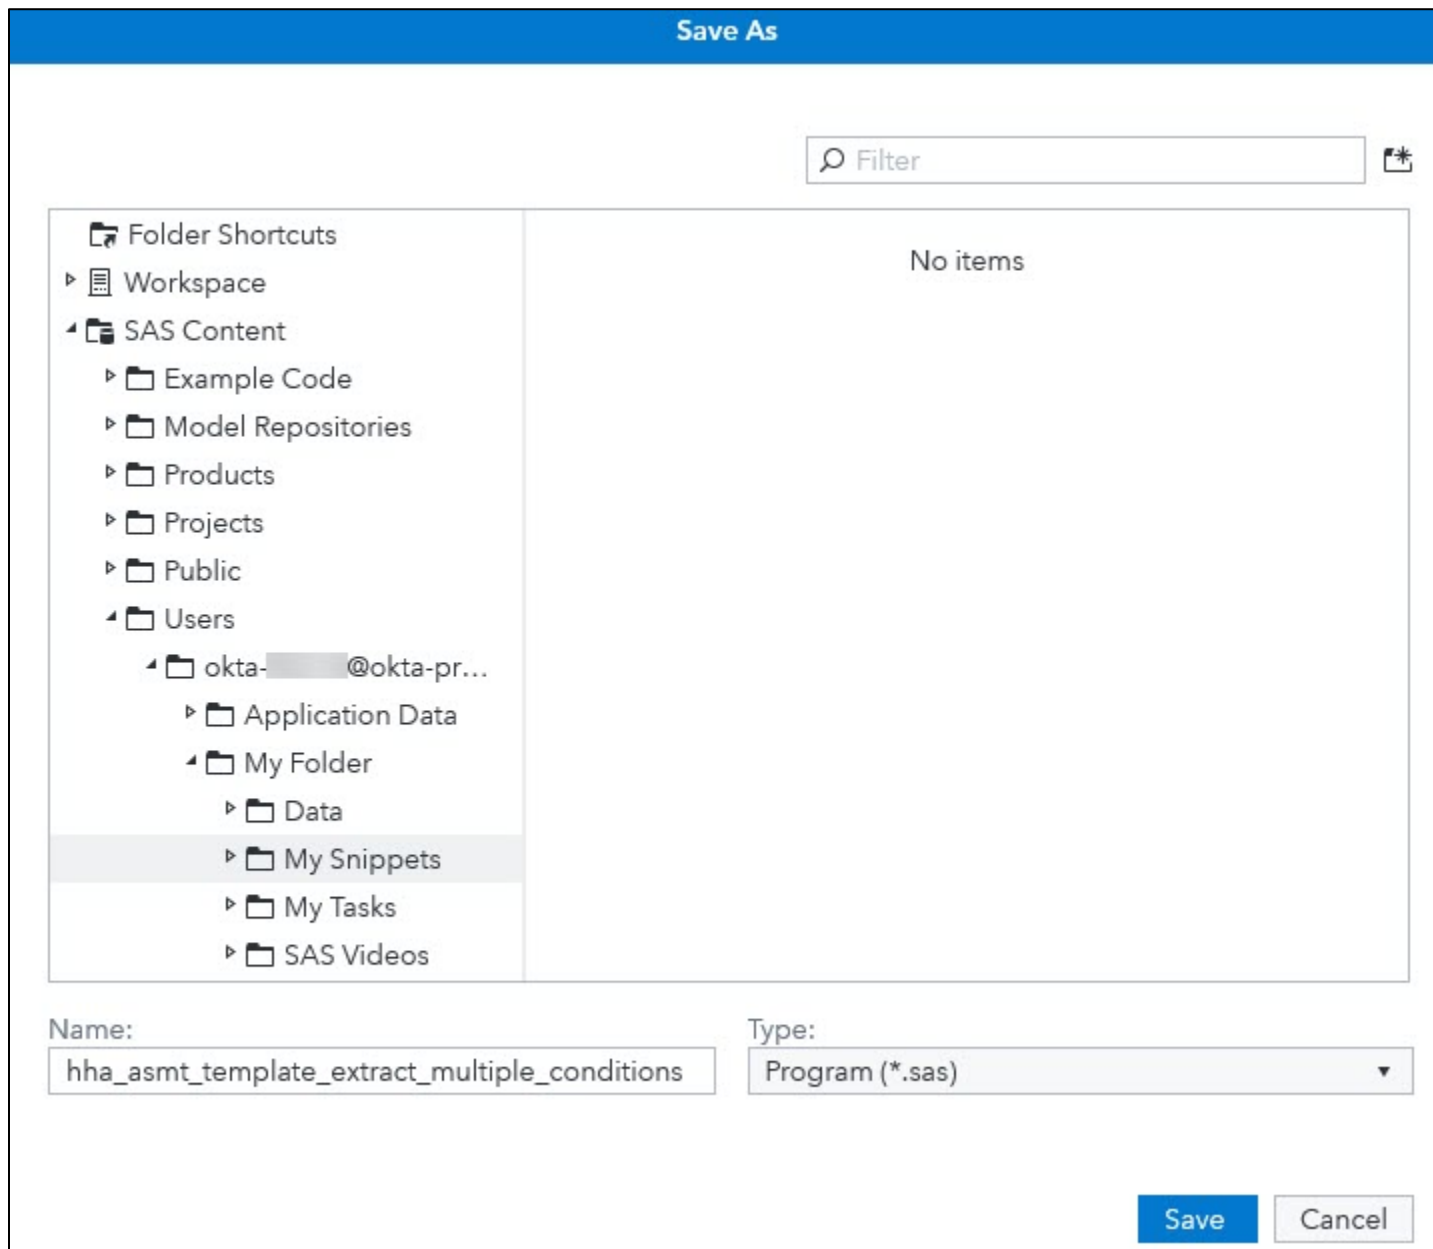 Save As
Filter
Folder Shortcuts
No items
Workspace
SAS Content
Example Code
Model Repositories
Products
Projects
Public
Users
okta- @okta-pr...
Application Data
My Folder
Data
My Snippets
My Tasks
SAS Videos
Name:
Type:
hha_asmt_template_extract_multiple_conditions
Program (*.sas)
Save
Cancel